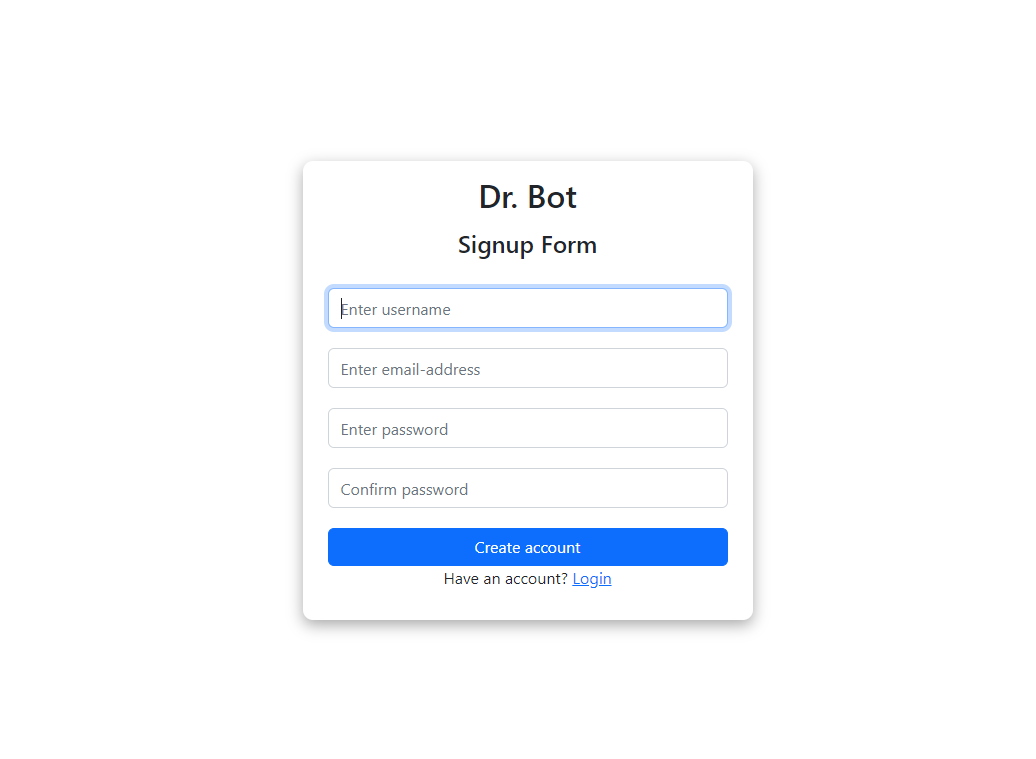 Dr. Bot
Signup Form
Enter username
Enter email-address
Enter password
Confirm password
Create account
Have an account? Login